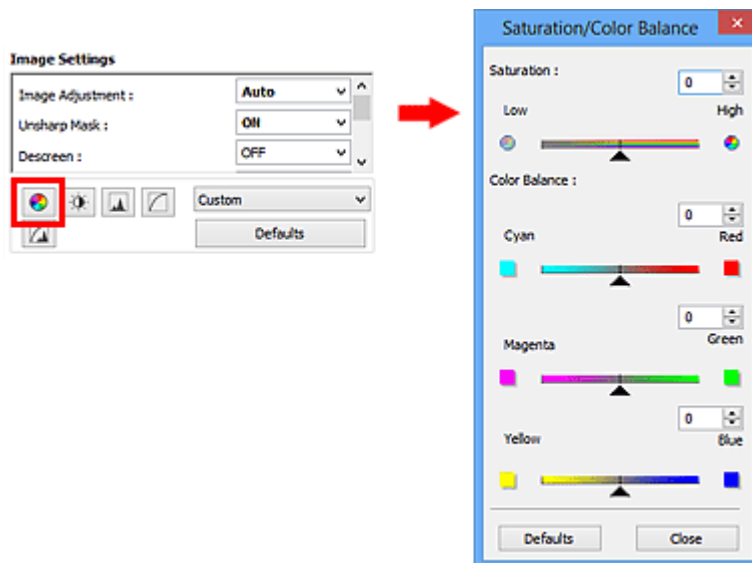 Image Settings
Image Adjustment : Auto
Unsharp Mask : ON
Descreen : OFF
Custom
Defaults
Saturation/Color Balance
Saturation :
0
Low High
Color Balance :
0
Cyan Red
0
Magenta Green
0
Yellow Blue
Defaults Close